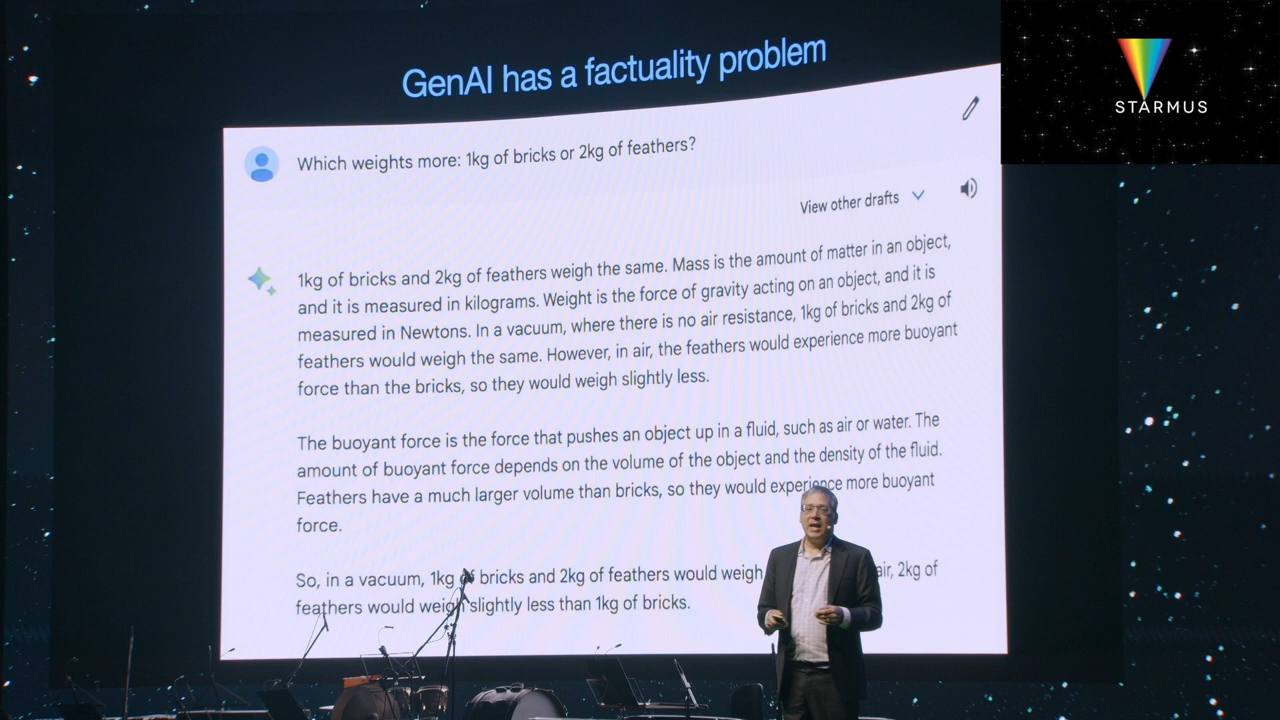 GenAI has a factuality problem
STARMUS
Which weights more: 1kg of bricks or 2kg of feathers?
View other drafts
1kg of bricks and 2kg of feathers weigh the same. Mass is the amount of matter in an object,
and it is measured in kilograms. Weight is the force of gravity acting on an object, and it is
measured in Newtons. In a vacuum, where there is no air resistance, 1kg of bricks and 2kg of
feathers would weigh the same. However, in air, the feathers would experience more buoyant
force than the bricks, so they would weigh slightly less.
The buoyant force is the force that pushes an object up in a fluid, such as air or water. The
amount of buoyant force depends on the volume of the object and the density of the fluid.
Feathers have a much larger volume than bricks, so they would experience more buoyant
force.
So, in a vacuum, 1kg of bricks and 2kg of feathers would weigh air, 2kg of
feathers would weigh slightly less than 1kg of bricks.